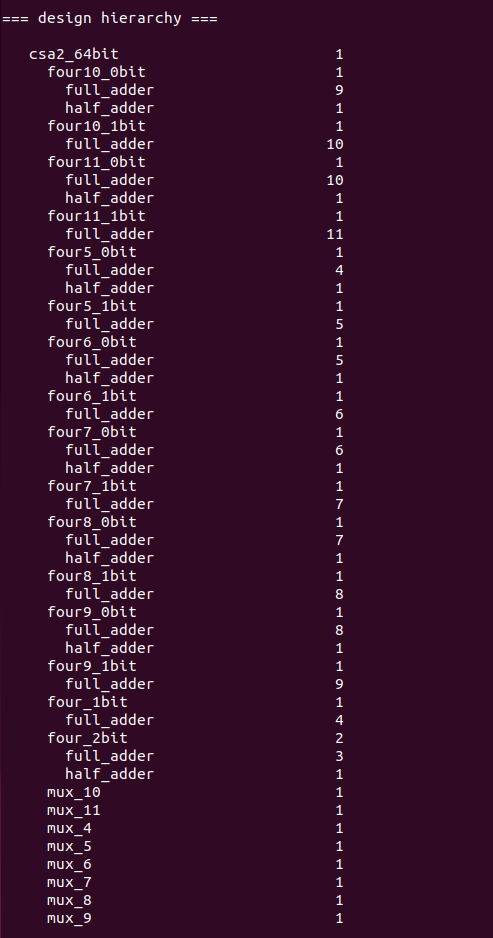 === design hierarchy ===
csa2_64bit 1
four10_0bit 1
full_adder 9
half_adder 1
four10_1bit 1
full_adder 10
four11_0bit 1
full_adder 10
half_adder 1
four11_1bit 1
full_adder 11
four5_0bit 1
full_adder 4
half_adder 1
four5_1bit 1
full_adder 5
four6_0bit 1
full_adder 5
half_adder 1
four6_1bit 1
full_adder 6
four7_0bit 1
full_adder 6
half_adder 1
four7_1bit 1
full_adder 7
four8_0bit 1
full_adder 7
half_adder 1
four8_1bit 1
full_adder 8
four9_0bit 1
full_adder 8
half_adder 1
four9_1bit 1
full_adder 9
four_1bit 1
full_adder 4
four_2bit 2
full_adder 3
half_adder 1
mux_10 1
mux_11 1
mux_4 1
mux_5 1
mux_6 1
mux_7 1
mux_8 1
mux_9 1